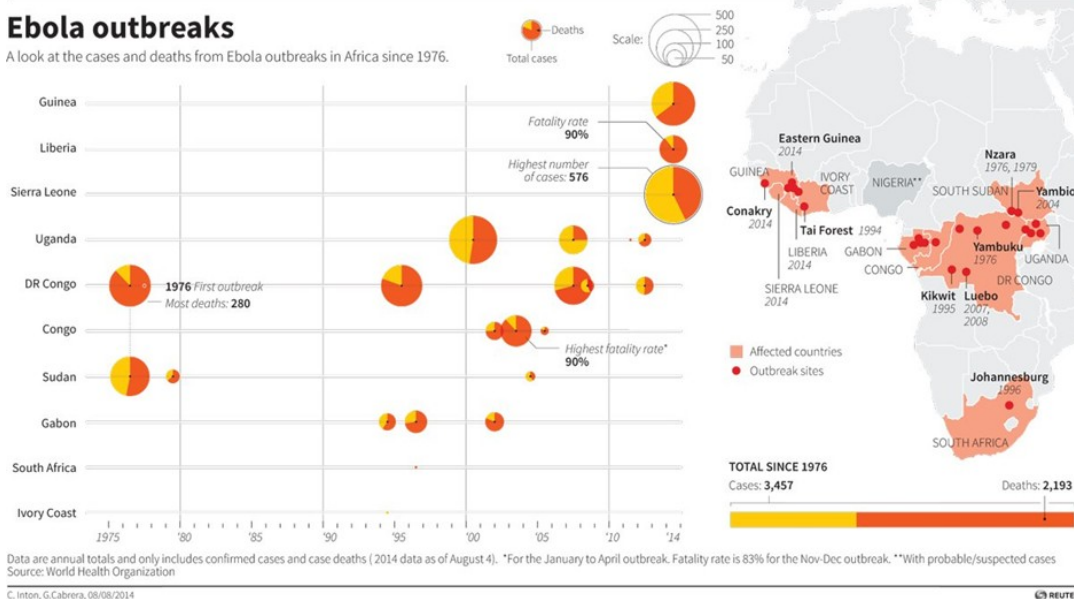 Ebola outbreaks
A look at the cases and deaths from Ebola outbreaks in Africa since 1976.
Deaths
Total cases
Scale:
500
250
100
50
Guinea
Liberia
Sierra Leone
Uganda
DR Congo
Congo
Sudan
Gabon
South Africa
Ivory Coast
Fatality rate
90%
Highest number
of cases: 576
1976 First outbreak
Most deaths: 280
Highest fatality rate*
90%
1975 '80 '85 '90 '95 '00 '05 '10 '14
Eastern Guinea
2014
GUINEA
IVORY
COAST
NIGERIA**
Nzara
1976, 1979
SOUTH SUDAN
Yambio
2004
Conakry
2014
Tai Forest 1994
LIBERIA
2014
SIERRA LEONE
2014
GABON
CONGO
Yambuku
1976
UGANDA
DR CONGO
Kikwit
1995
Luebo
2007,
2008
Affected countries
Outbreak sites
Johannesburg
1996
SOUTH AFRICA
TOTAL SINCE 1976
Cases: 3,457
Deaths: 2,193
Data are annual totals and only includes confirmed cases and case deaths ( 2014 data as of August 4). *For the January to April outbreak. Fatality rate is 83% for the Nov-Dec outbreak. **With probable/suspected cases
Source: World Health Organization
C. Inton, G.Cabrera, 08/08/2014
REUTE